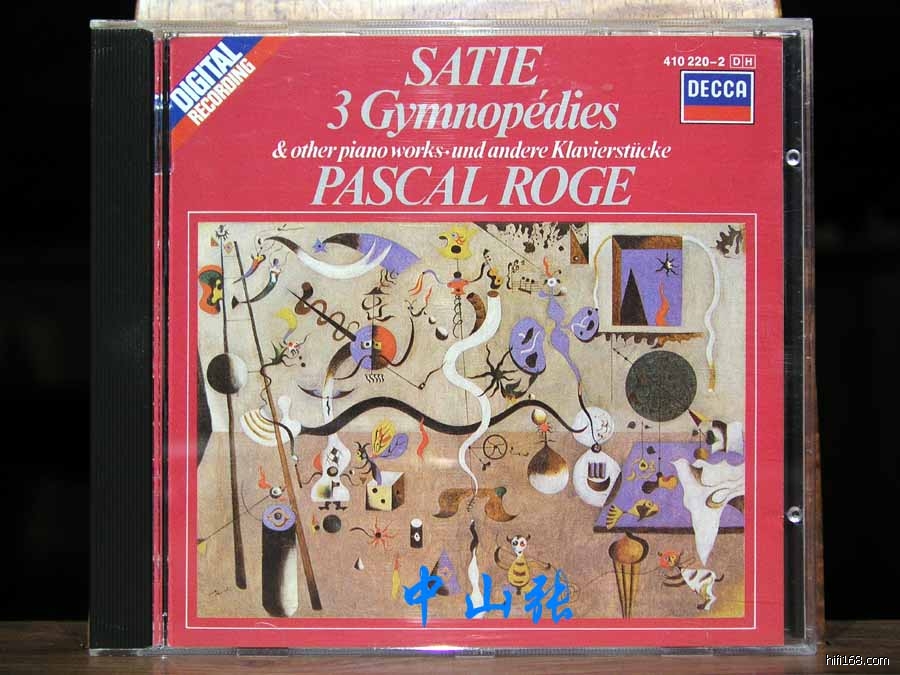 DIGITAL
RECORDING
SATIE
3 Gymnopédies
& other piano works · und andere Klavierstücke
PASCAL ROGE
410 220-2 DH
DECCA
中山张
hifi168.com